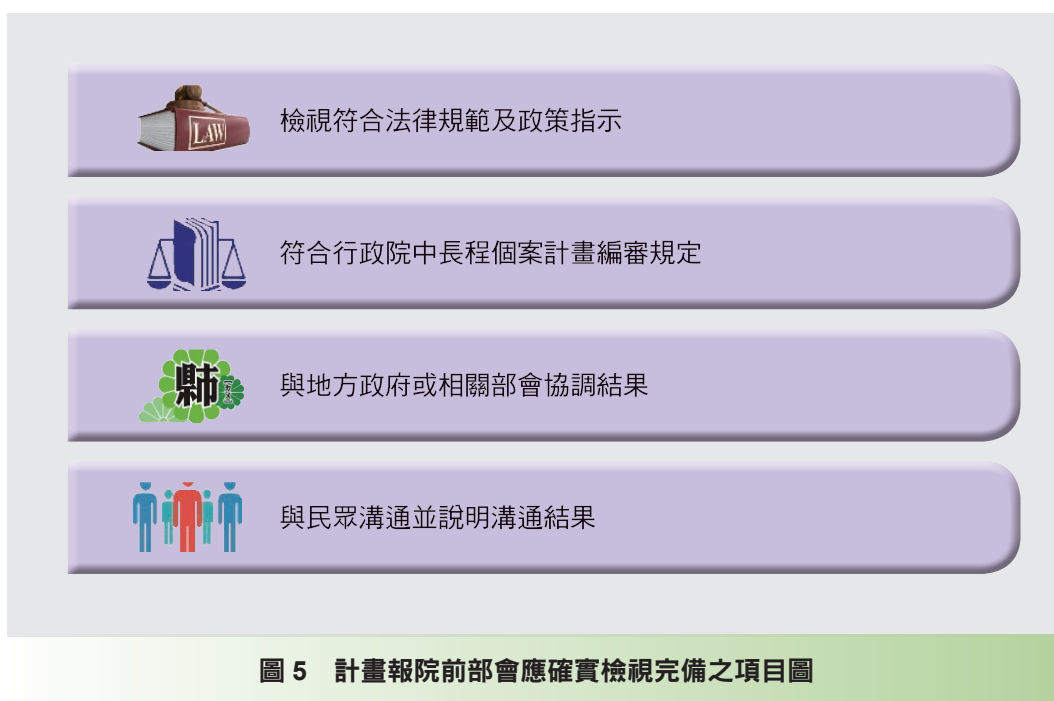 LAW
檢視符合法律規範及政策指示
符合行政院中長程個案計畫編審規定
與地方政府或相關部會協調結果
與民眾溝通並說明溝通結果
圖 5 計畫報院前部會應確實檢視完備之項目圖